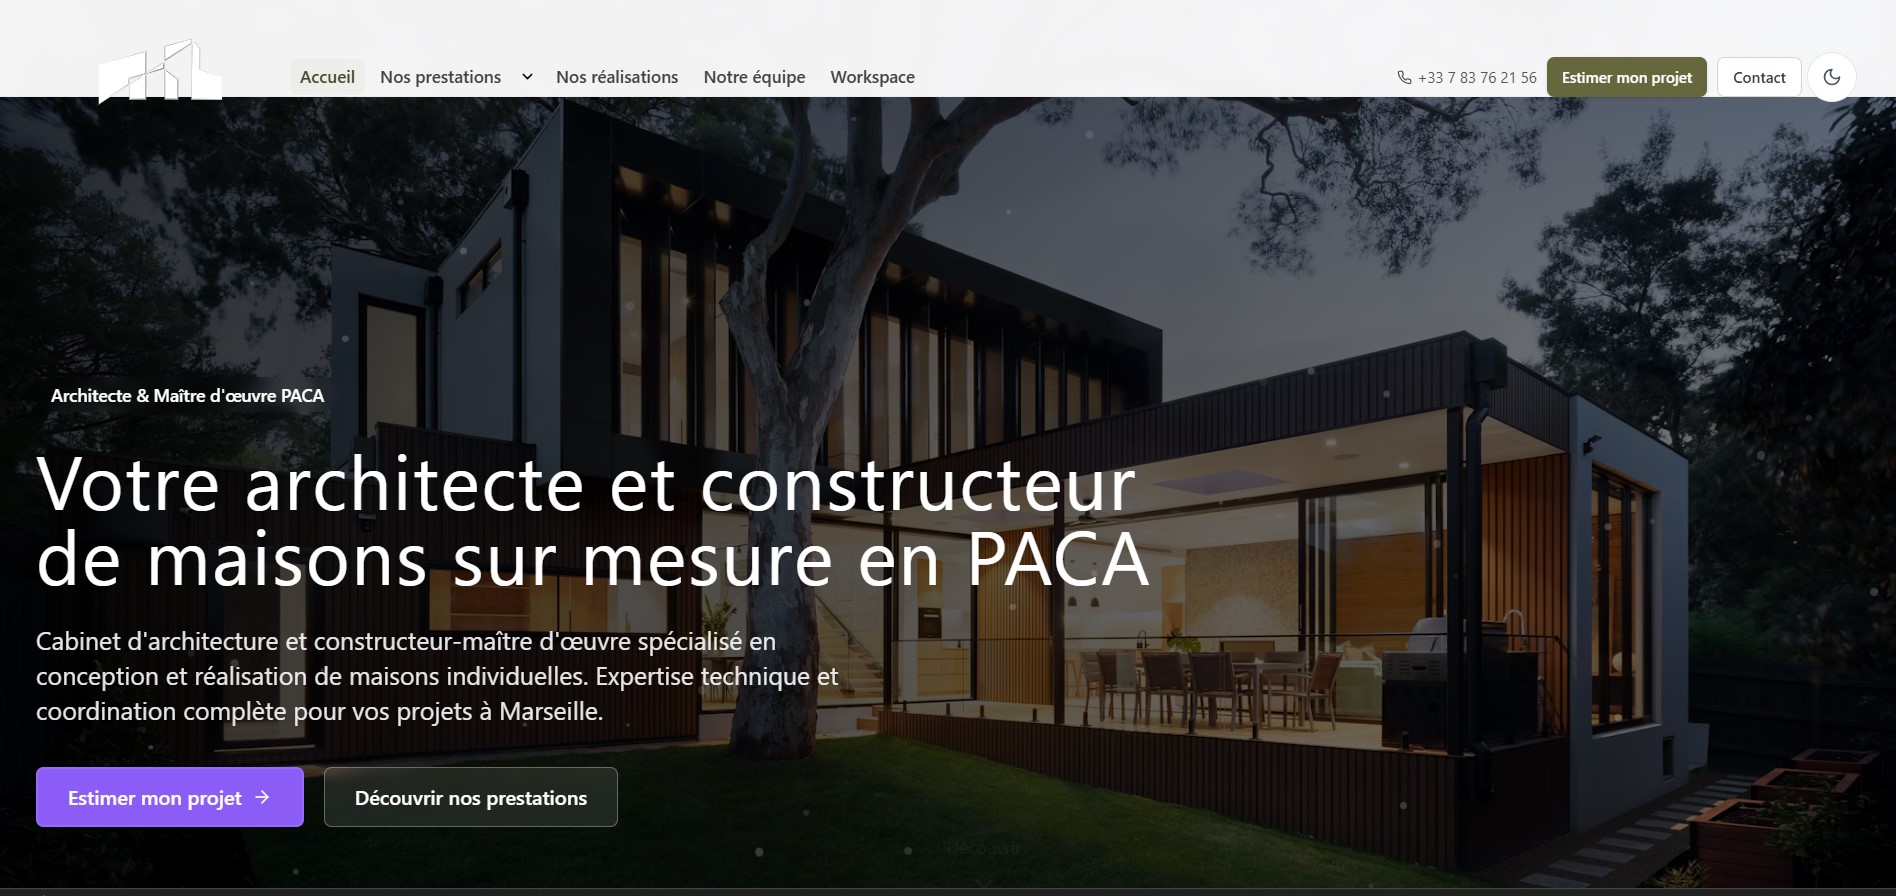 Accueil
Nos prestations
Nos réalisations
Notre équipe
Workspace
+33 7 83 76 21 56
Estimer mon projet
Contact
Architecte & Maître d'œuvre PACA
Votre architecte et constructeur
de maisons sur mesure en PACA
Cabinet d'architecture et constructeur-maître d'œuvre spécialisé en
conception et réalisation de maisons individuelles. Expertise technique et
coordination complète pour vos projets à Marseille.
Estimer mon projet
Découvrir nos prestations
Découvrir